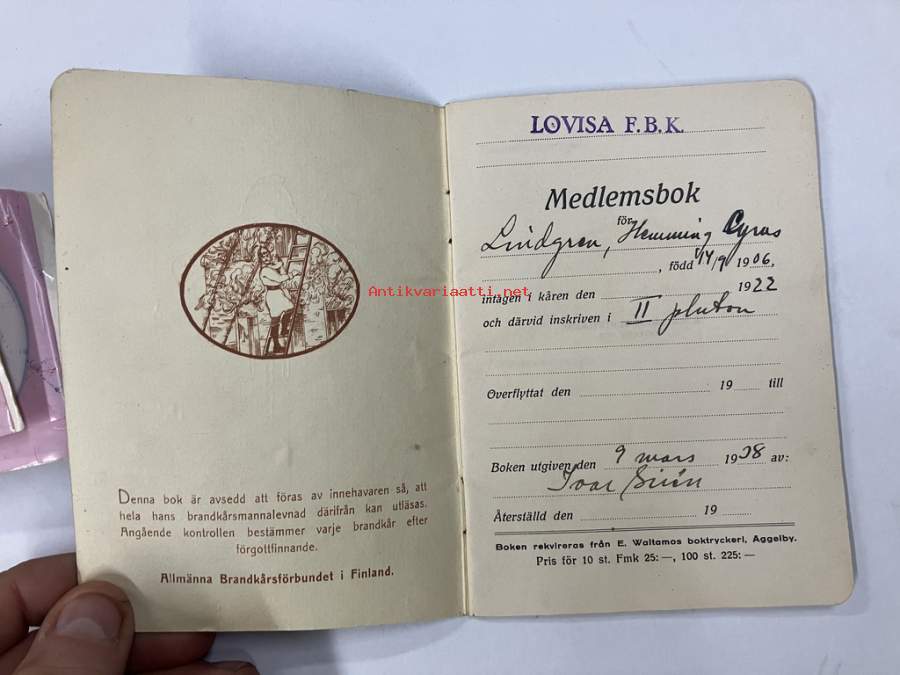 Denna bok är avsedd att föras av innehavaren så, att
hela hans brandkårsmannalevnad därifrån kan utläsas.
Angående kontrollen bestämmer varje brandkår efter
förgottfinnande.
Allmänna Brandkårsförbundet i Finland.
Antikvariaatti.net
LOVISA F.B.K.
Medlemsbok
för
Lindgren, Hemming Cyrus
, född 14/9 1906,
intagen i kåren den 1922
och därvid inskriven i II pluton
Överflyttat den 19 till
Boken utgiven den 9 mars 1938 av:
Ivar
Återställd den 19
Boken rekvireras från E. Waltamos boktryckeri, Åggelby.
Pris för 10 st. Fmk 25:—, 100 st. 225:—